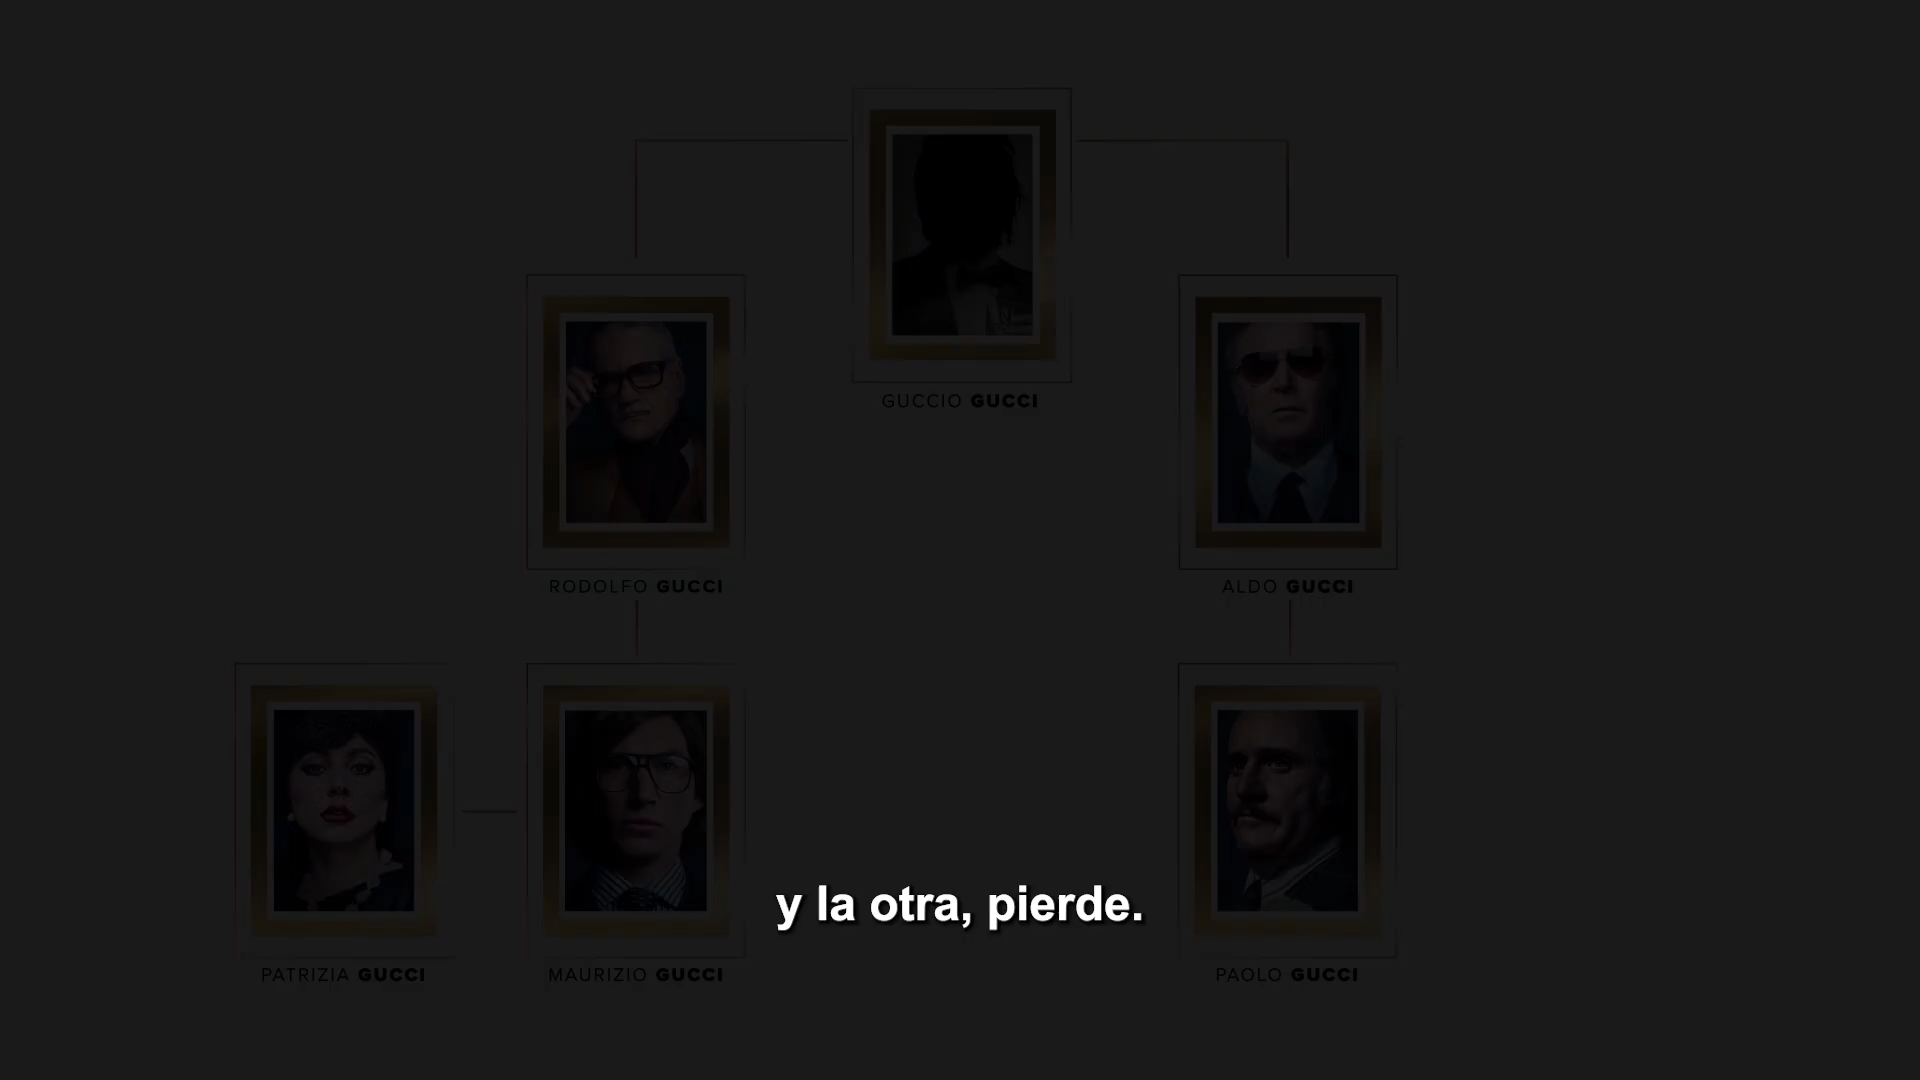 GUCCIO GUCCI
RODOLFO GUCCI
ALDO GUCCI
y la otra, pierde.
PATRIZIA GUCCI
MAURIZIO GUCCI
PAOLO GUCCI